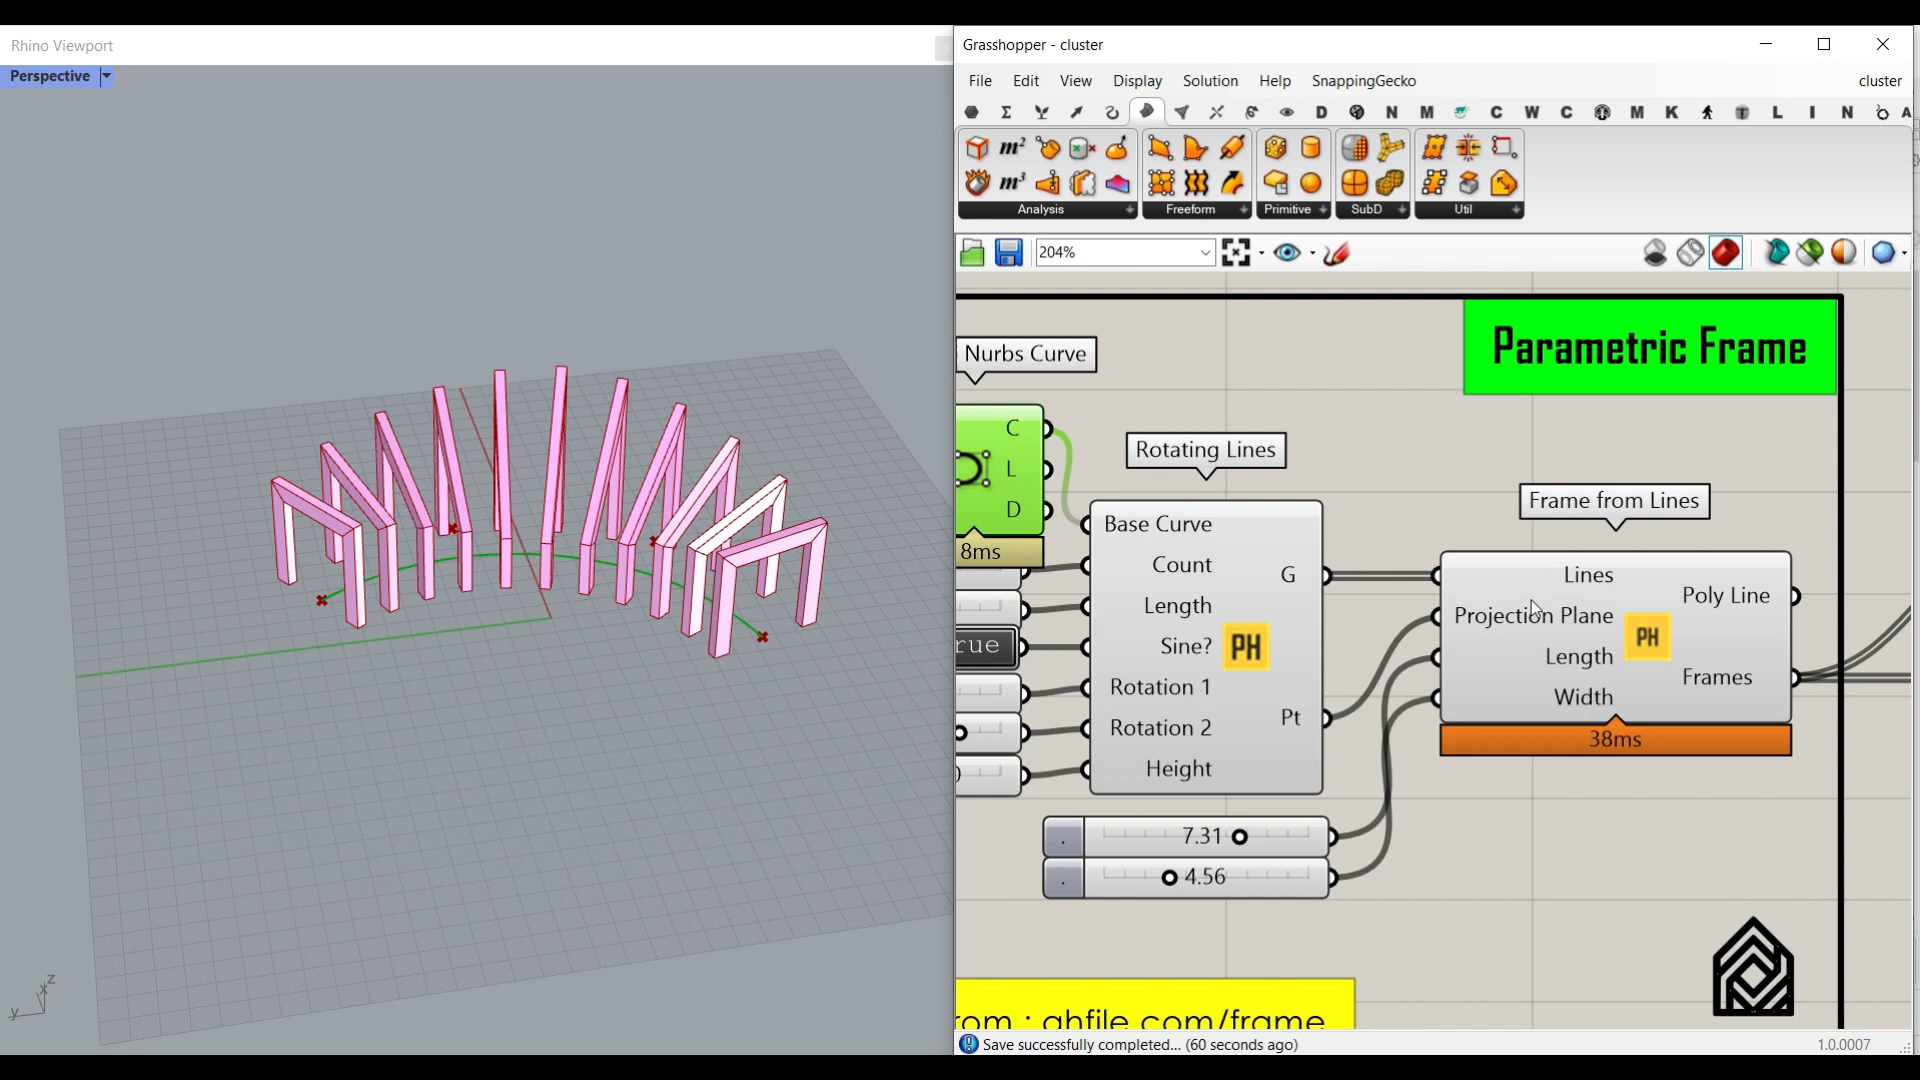 Rhino Viewport
Perspective
Grasshopper - cluster
File Edit View Display Solution Help SnappingGecko
cluster
D N M C W C M K L I N A
m²
m³
Analysis
Freeform
Primitive
SubD
Util
204%
Parametric Frame
Nurbs Curve
C
L
D
8ms
Rotating Lines
Base Curve
Count
Length
Sine?
Rotation 1
Rotation 2
Height
G
Pt
PH
rue
Frame from Lines
Lines
Projection Plane
Length
Width
PH
Poly Line
Frames
38ms
7.31
4.56
rom : ghfile.com/frame
Save successfully completed... (60 seconds ago)
1.0.0007
z
x
y